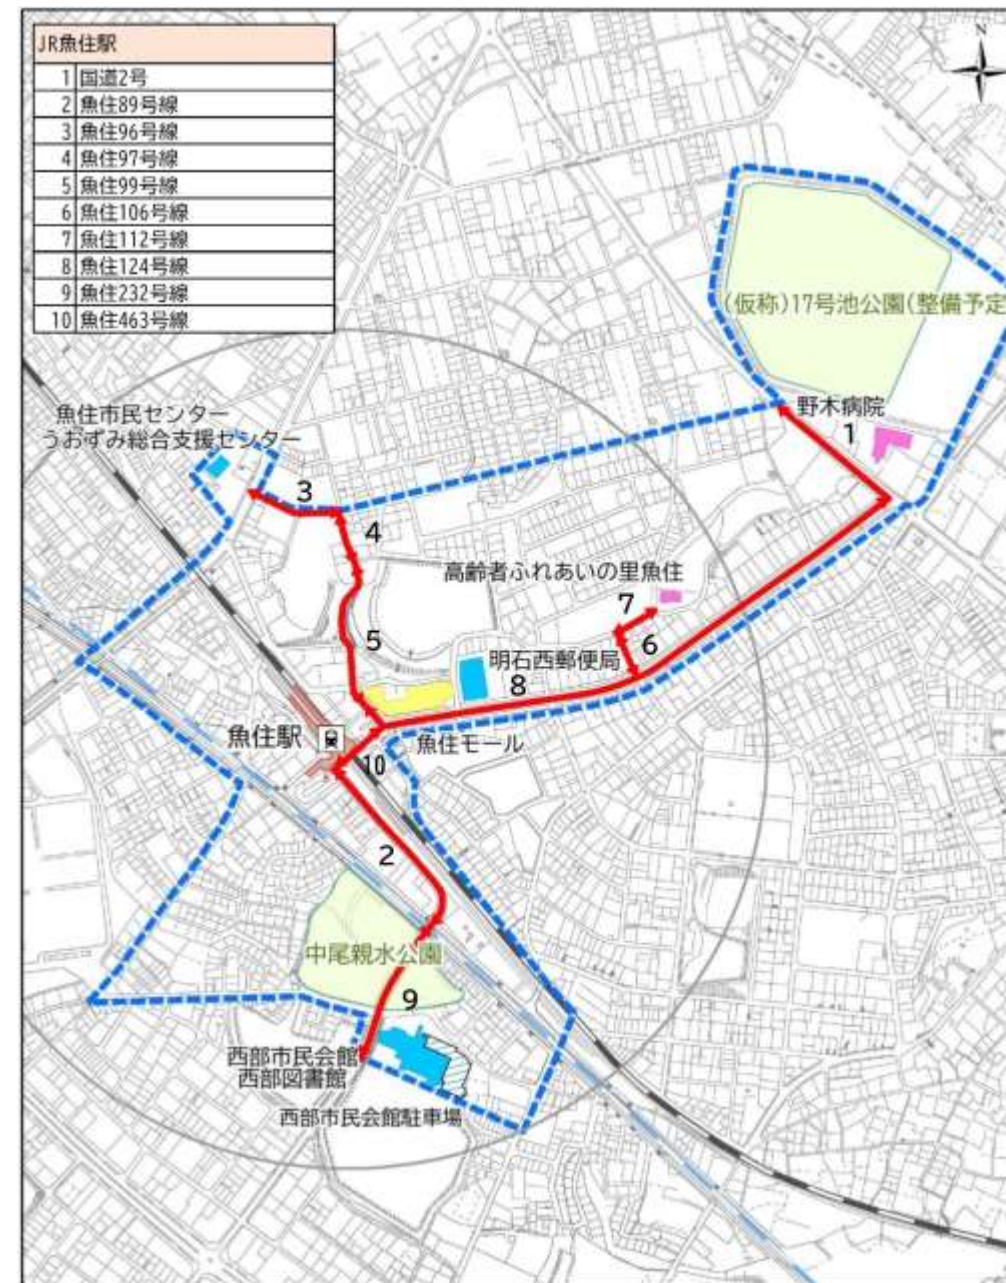 JR魚住駅
1 国道2号
2 魚住89号線
3 魚住96号線
4 魚住97号線
5 魚住99号線
6 魚住106号線
7 魚住112号線
8 魚住124号線
9 魚住232号線
10 魚住463号線
N
(仮称)17号池公園(整備予定
野木病院
1
魚住市民センター
うおずみ総合支援センター
3
4
高齢者ふれあいの里魚住
7
5
6
明石西郵便局
8
魚住駅
魚住モール
10
2
中尾親水公園
9
西部市民会館
西部図書館
西部市民会館駐車場